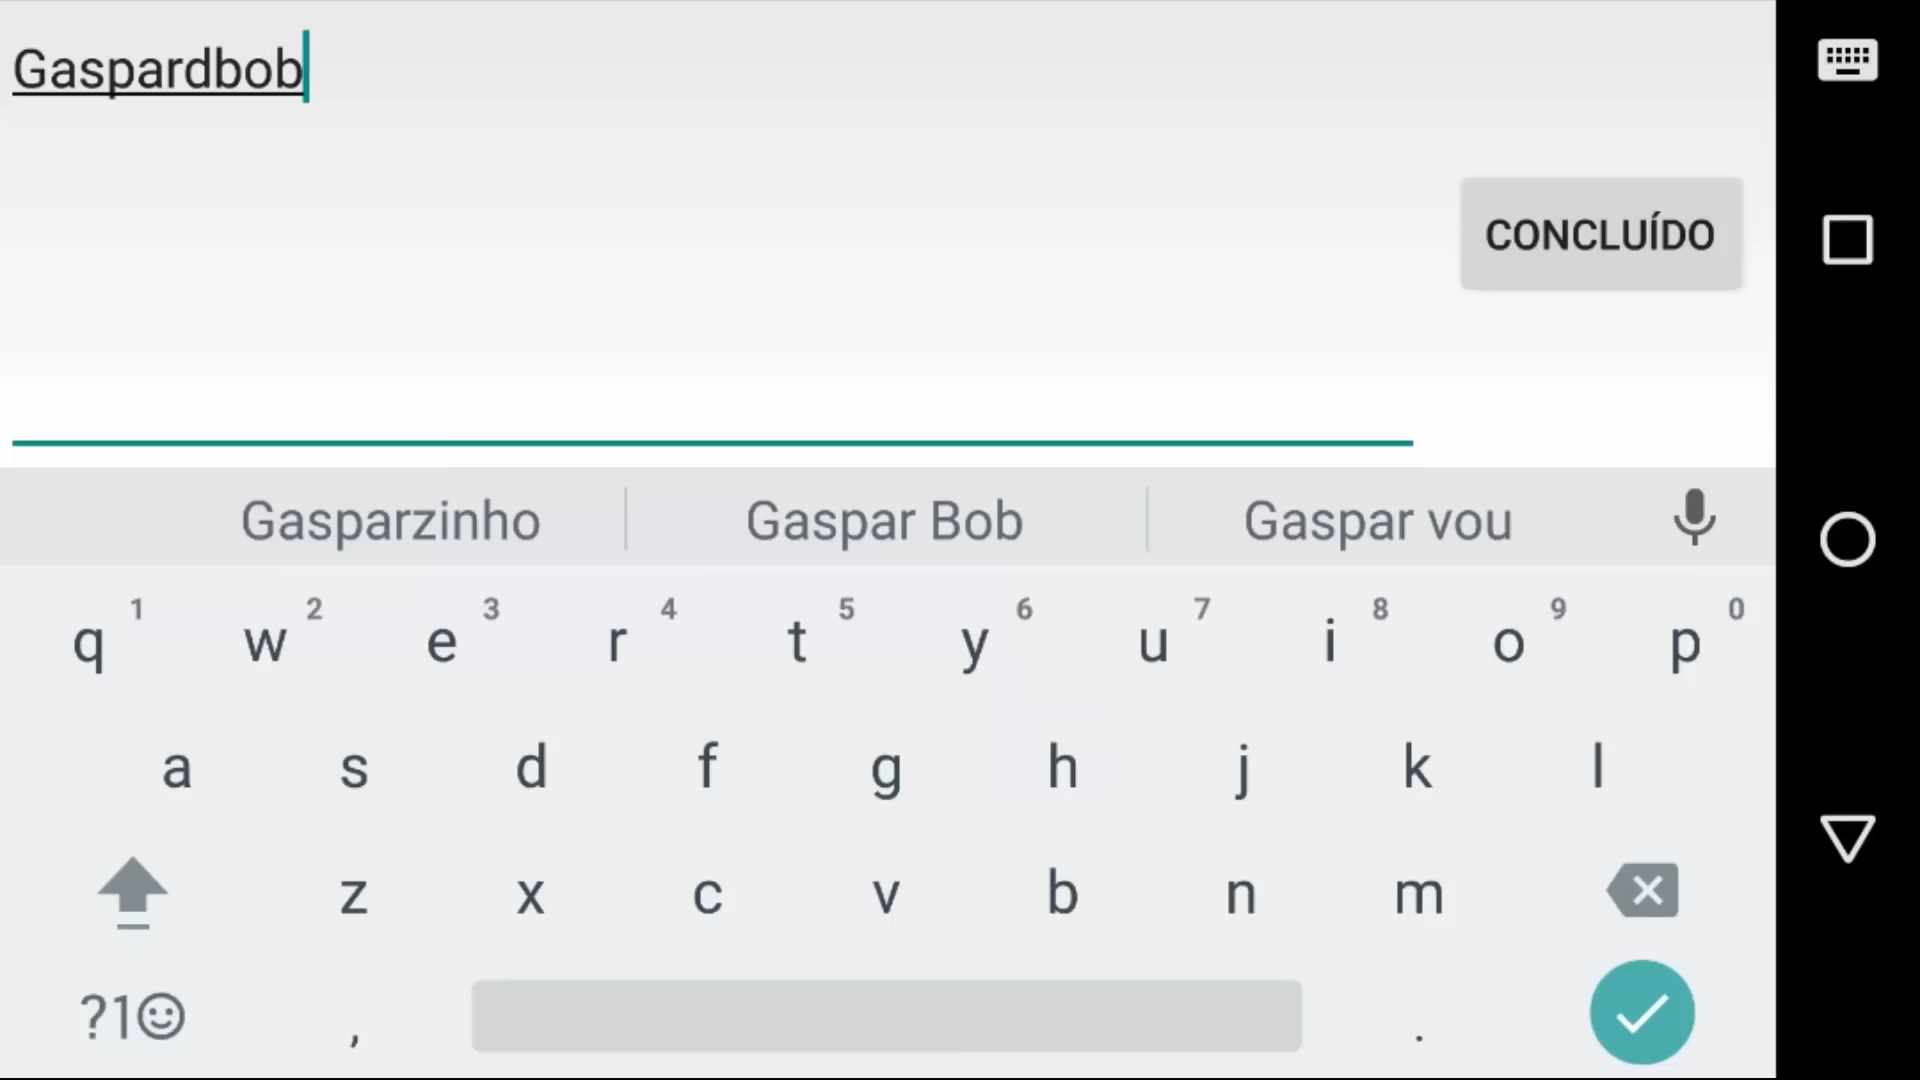 Gaspardbob
CONCLUÍDO
Gasparzinho Gaspar Bob Gaspar vou
q 1 w 2 e 3 r 4 t 5 y 6 u 7 i 8 o 9 p 0
a s d f g h j k l
z x c v b n m
?1☺ , .